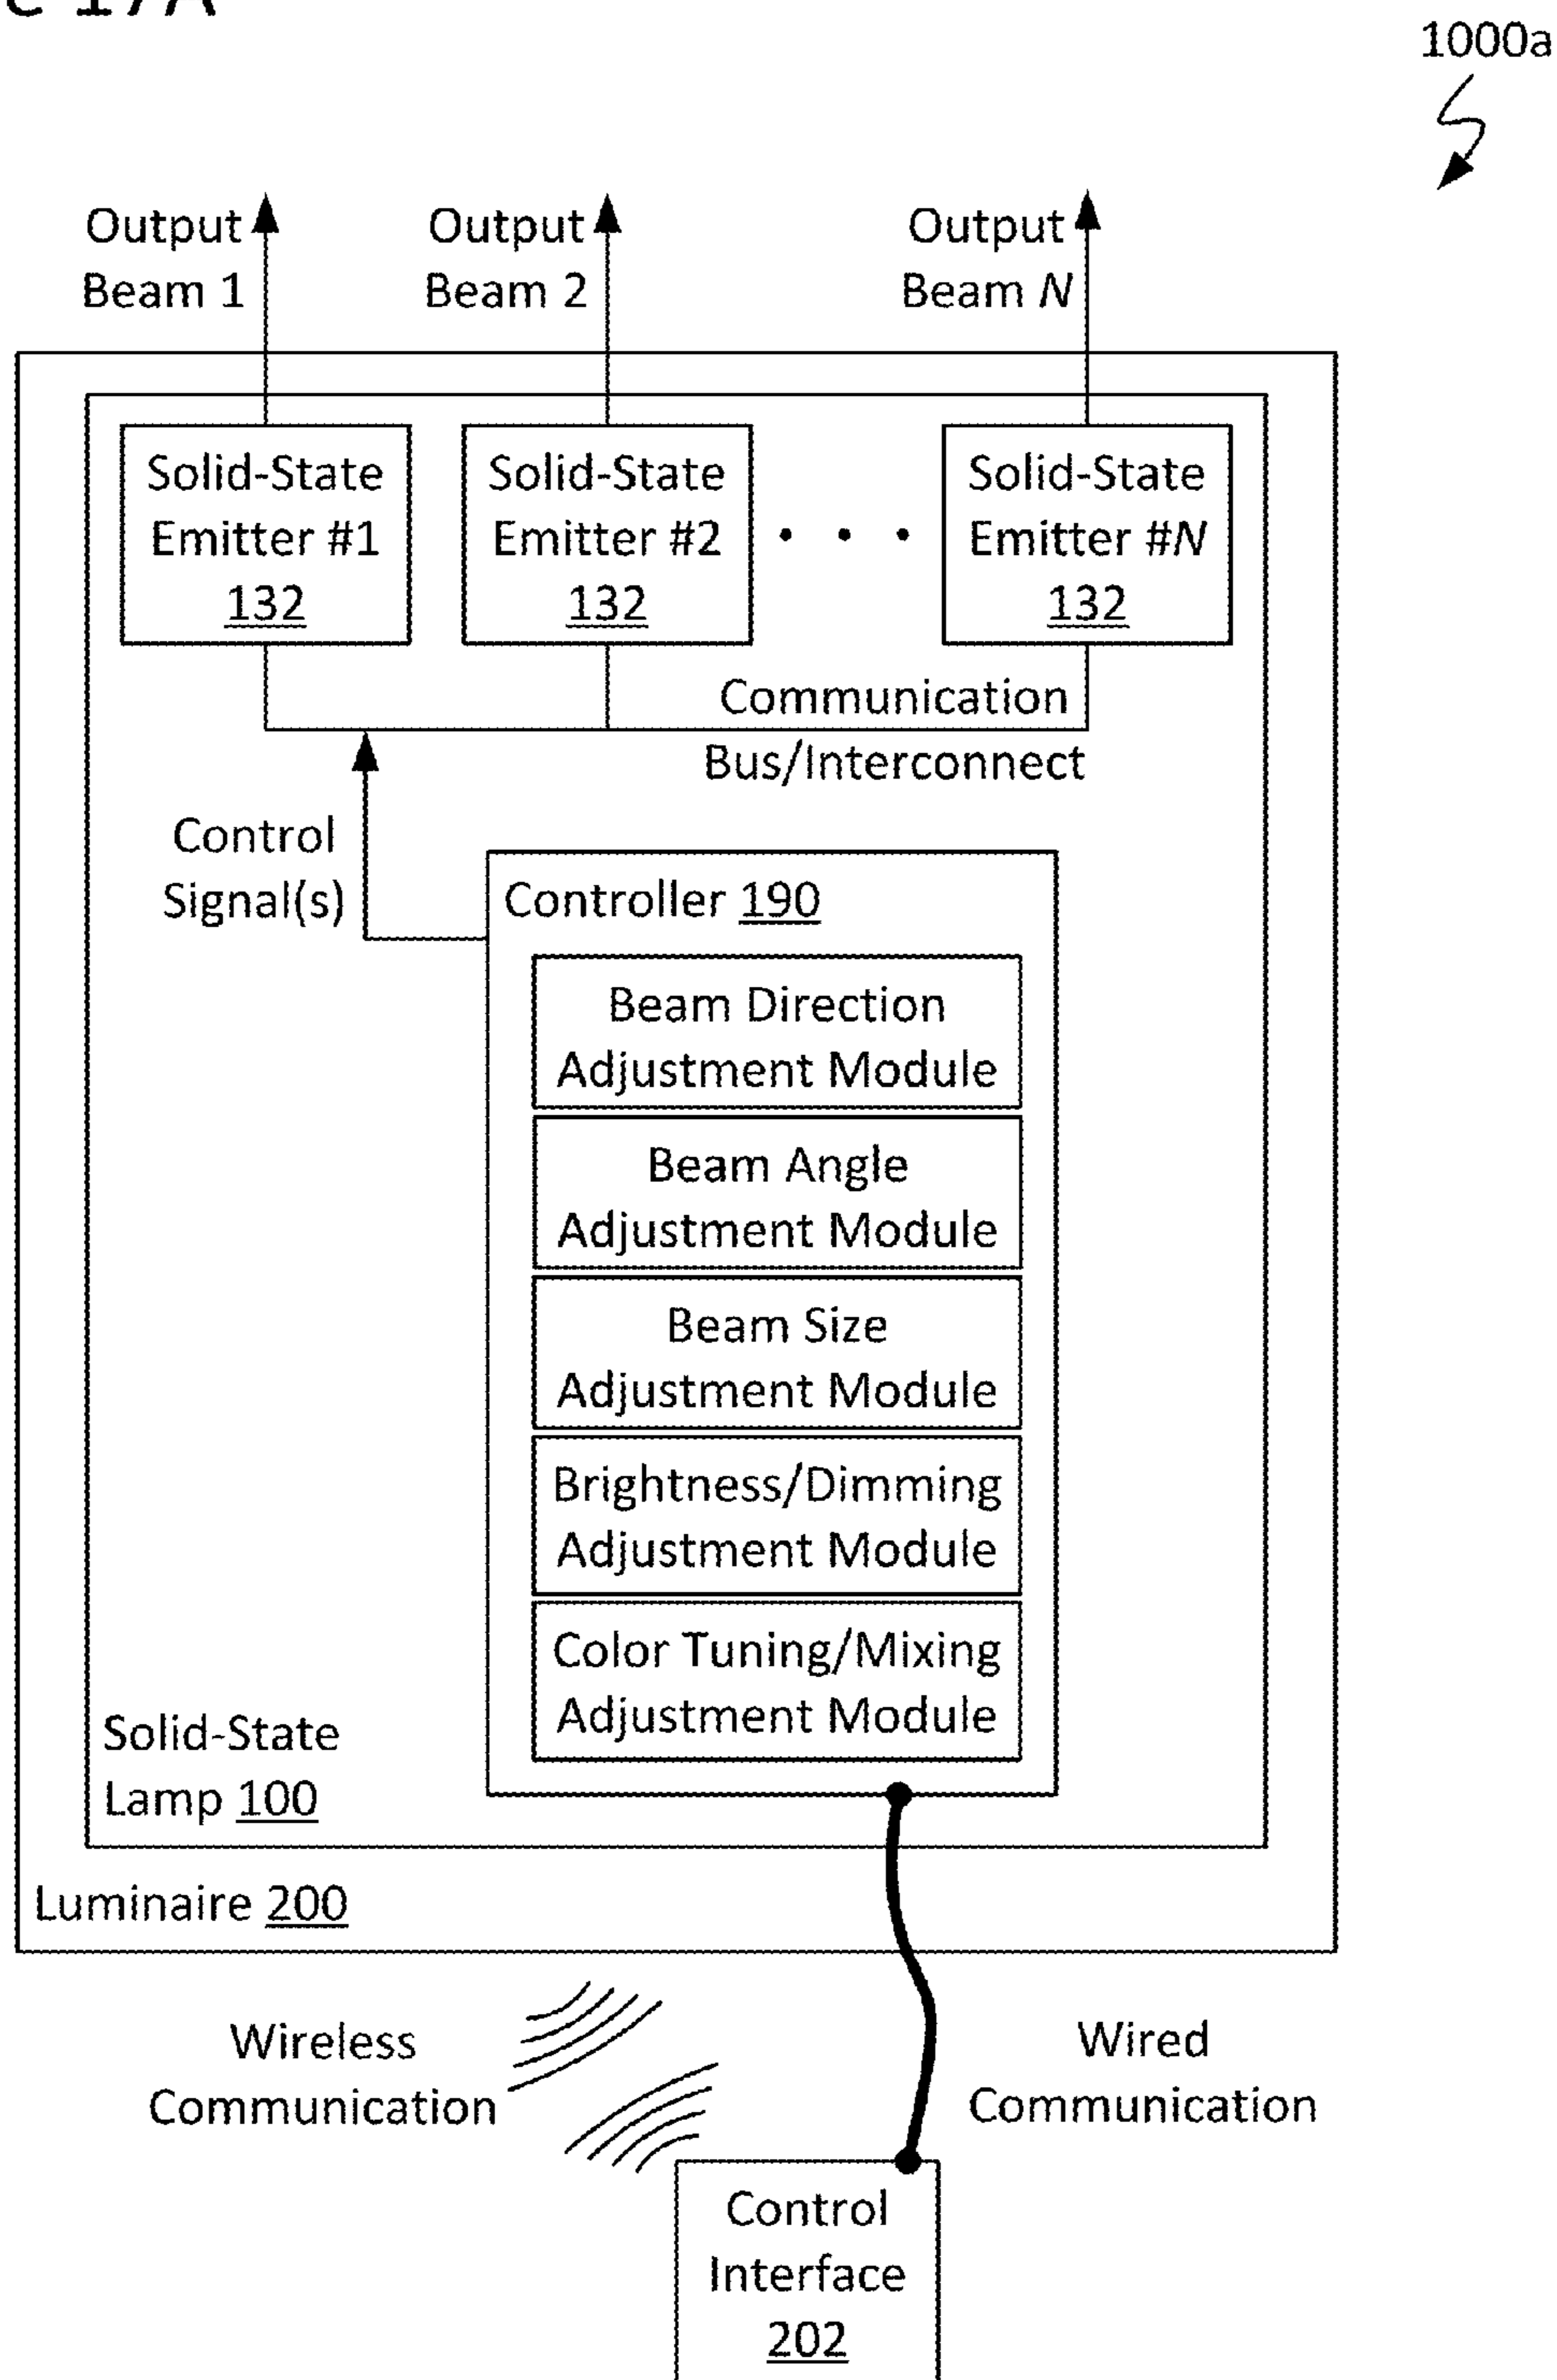 17A
1000a
Output
Beam 1
Output
Beam 2
Output
Beam N
Solid-State
Emitter #1
132
Solid-State
Emitter #2
132
. . .
Solid-State
Emitter #N
132
Communication
Bus/Interconnect
Control
Signal(s)
Controller 190
Beam Direction
Adjustment Module
Beam Angle
Adjustment Module
Beam Size
Adjustment Module
Brightness/Dimming
Adjustment Module
Color Tuning/Mixing
Adjustment Module
Solid-State
Lamp 100
Luminaire 200
Wireless
Communication
Wired
Communication
Control
Interface
202